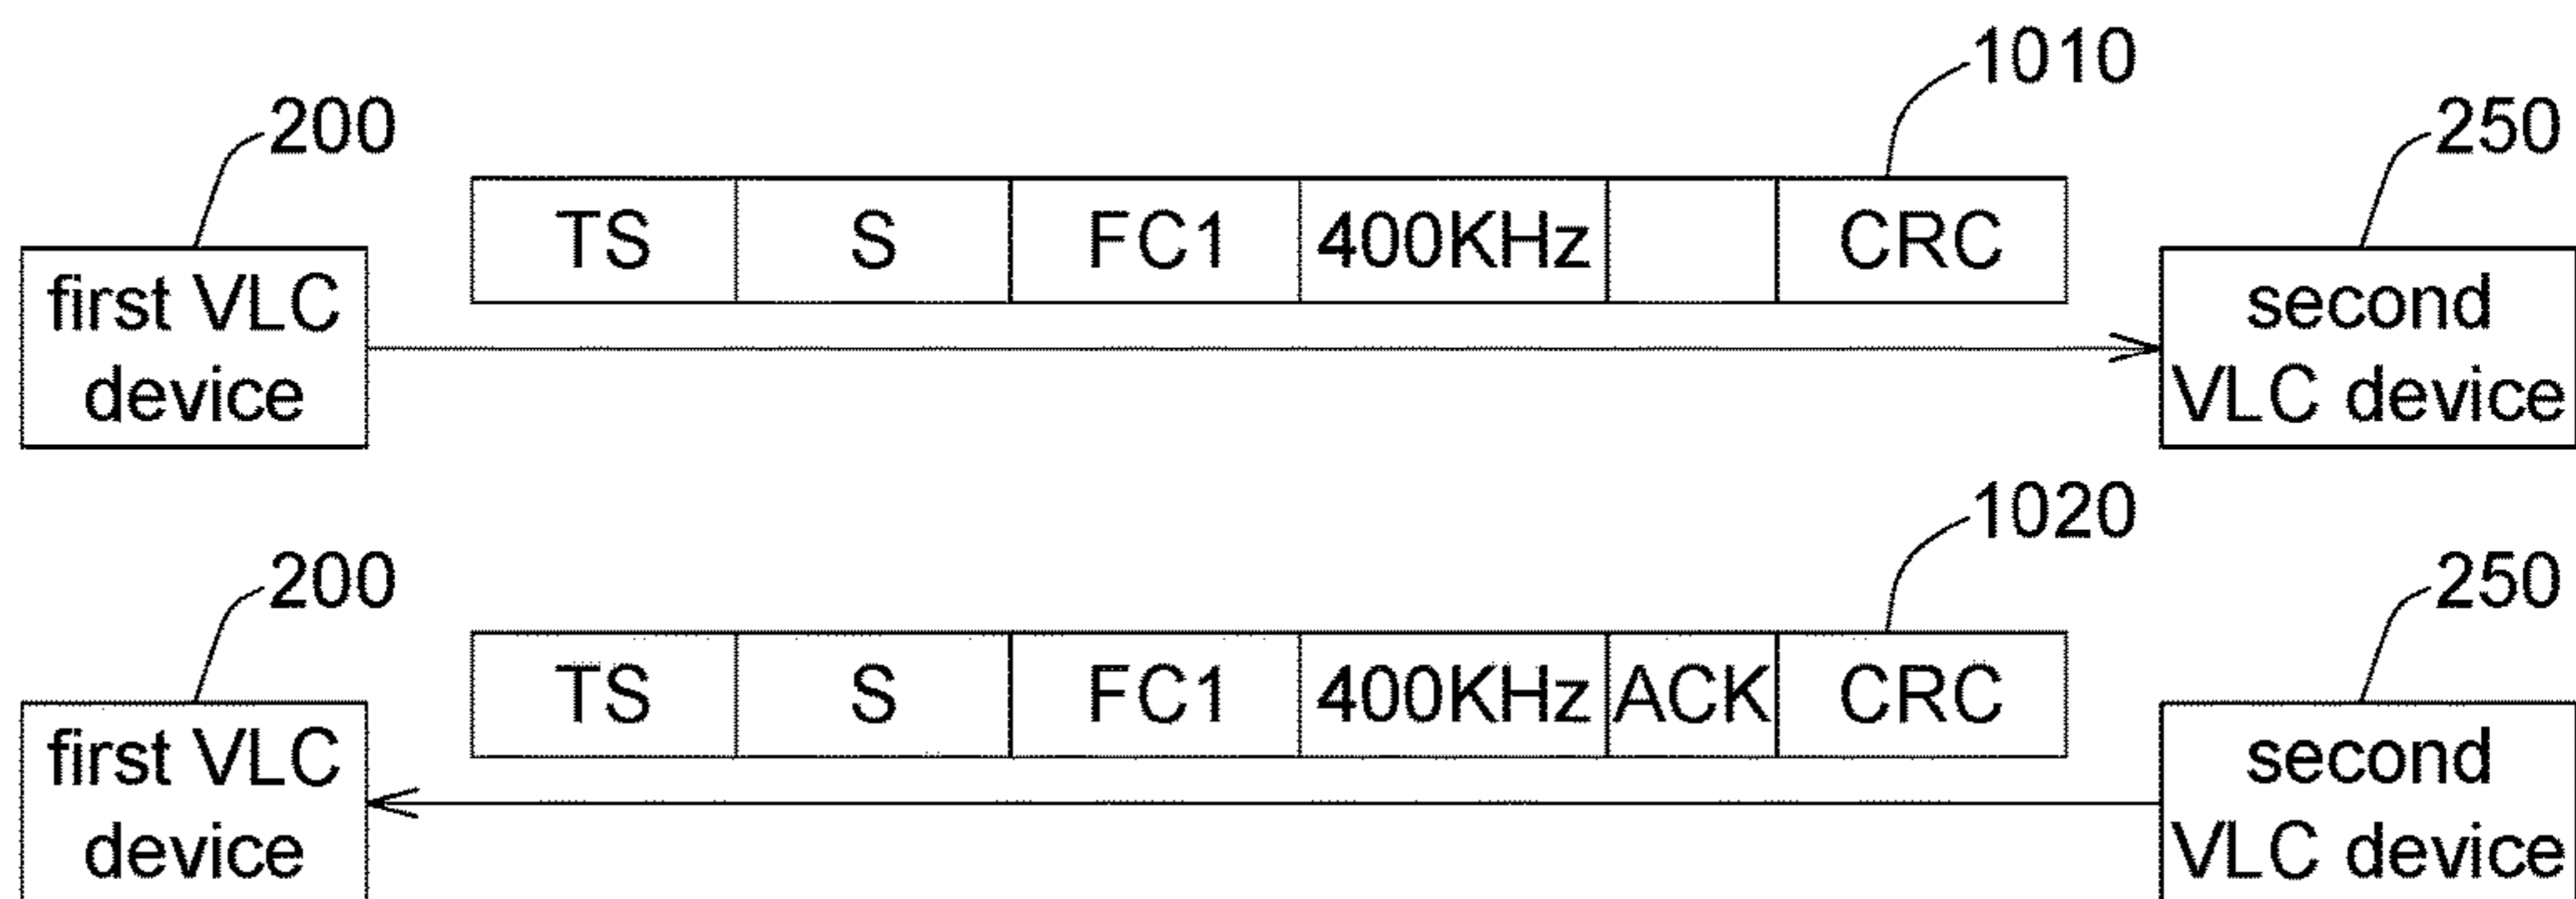 1010
200
250
TS S FC1 400KHz CRC
first VLC
device
second
VLC device
1020
200
250
TS S FC1 400KHz ACK CRC
first VLC
device
second
VLC device